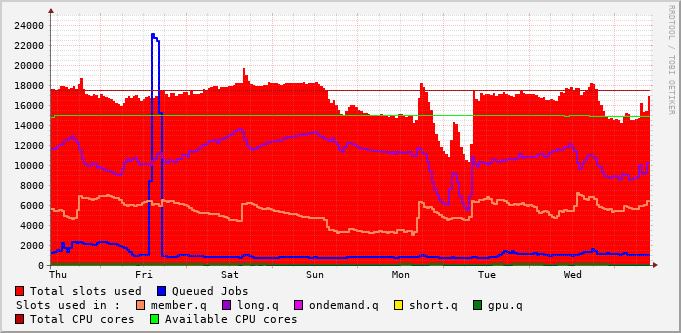 24000
22000
20000
18000
16000
14000
12000
10000
8000
6000
4000
2000
0
Thu Fri Sat Sun Mon Tue Wed
RRDTOOL / TOBI OETIKER
Total slots used Queued Jobs
Slots used in : member.q long.q ondemand.q short.q gpu.q
Total CPU cores Available CPU cores